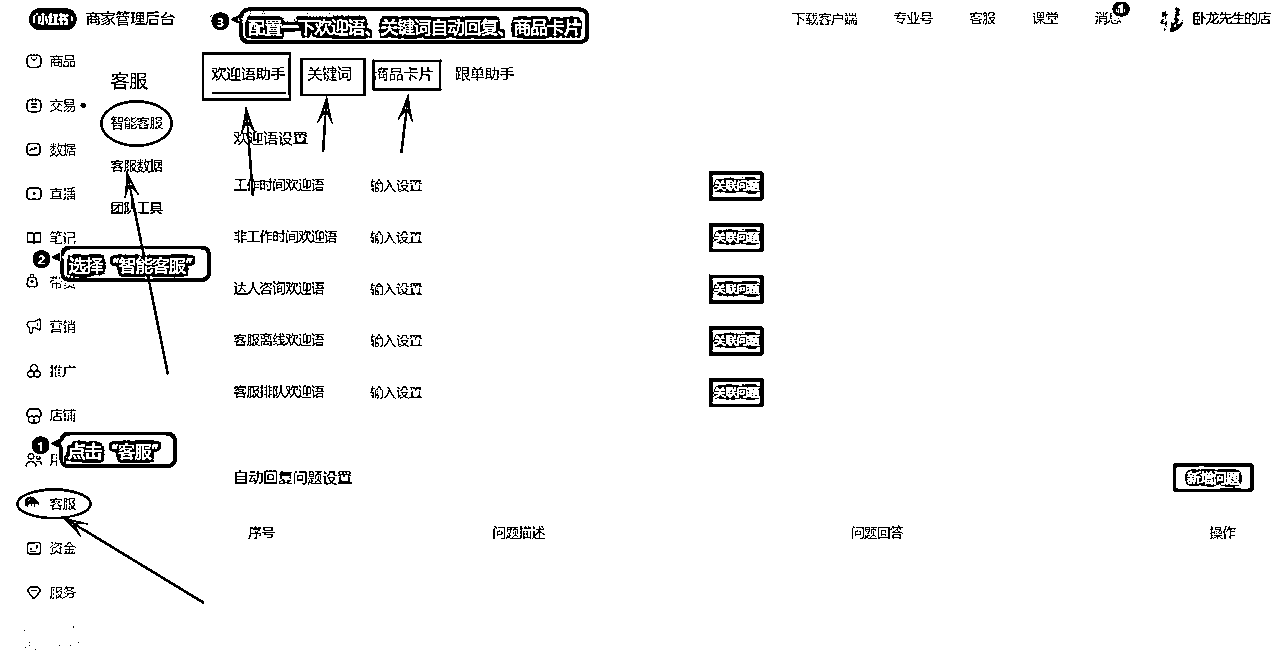 小红书 商家管理后台
3 配置一下欢迎语、关键词自动回复、商品卡片
下载客户端 专业号 客服 课堂 消息 卧龙先生的店
商品
交易
数据
直播
笔记
带货
营销
推广
店铺
客服
资金
服务
客服
智能客服
客服数据
团队工具
2 选择“智能客服”
1 点击“客服”
欢迎语助手 关键词 商品卡片 跟单助手
欢迎语设置
工作时间欢迎语 输入设置 关联问题
非工作时间欢迎语 输入设置 关联问题
达人咨询欢迎语 输入设置 关联问题
客服离线欢迎语 输入设置 关联问题
客服排队欢迎语 输入设置 关联问题
自动回复问题设置 新增问题
序号 问题描述 问题回答 操作